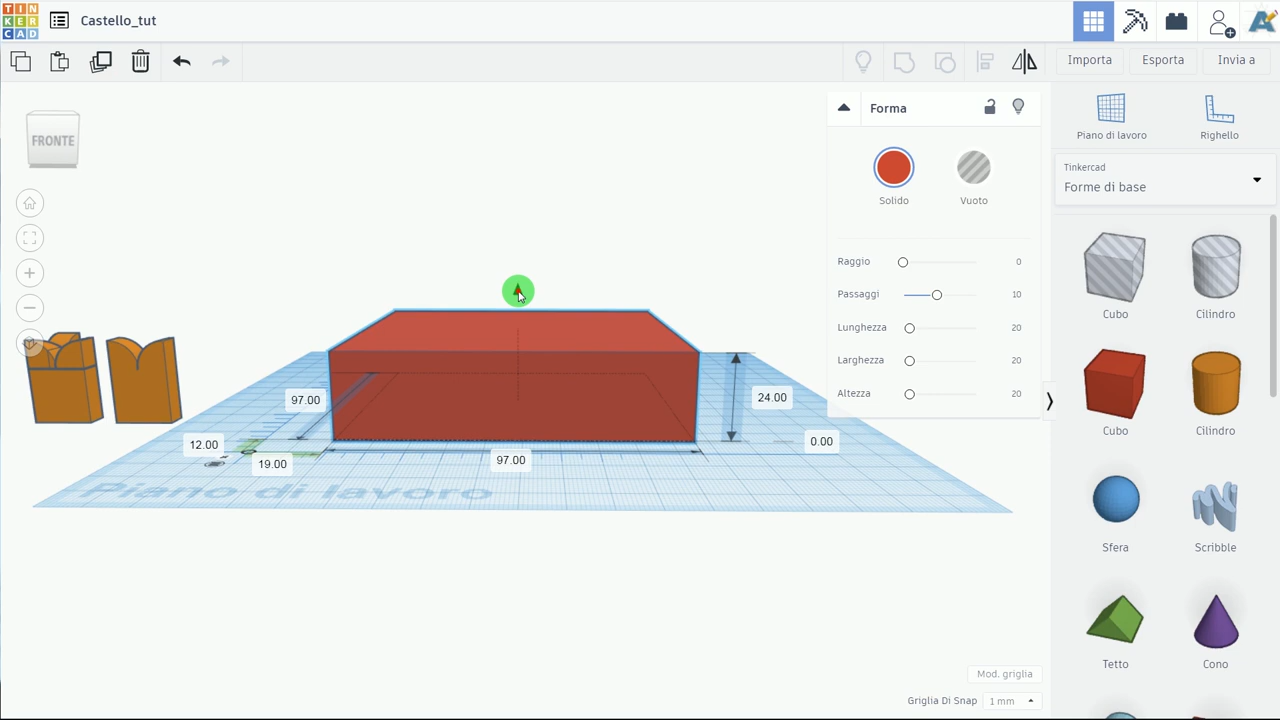 TIN
KER
CAD
Castello_tut
Importa
Esporta
Invia a
FRONTE
Forma
Solido
Vuoto
Raggio 0
Passaggi 10
Lunghezza 20
Larghezza 20
Altezza 20
Piano di lavoro
Righello
Tinkercad
Forme di base
Cubo
Cilindro
Cubo
Cilindro
Sfera
Scribble
Tetto
Cono
97.00
24.00
12.00
19.00
97.00
0.00
Piano di lavoro
Mod. griglia
Griglia Di Snap 1 mm